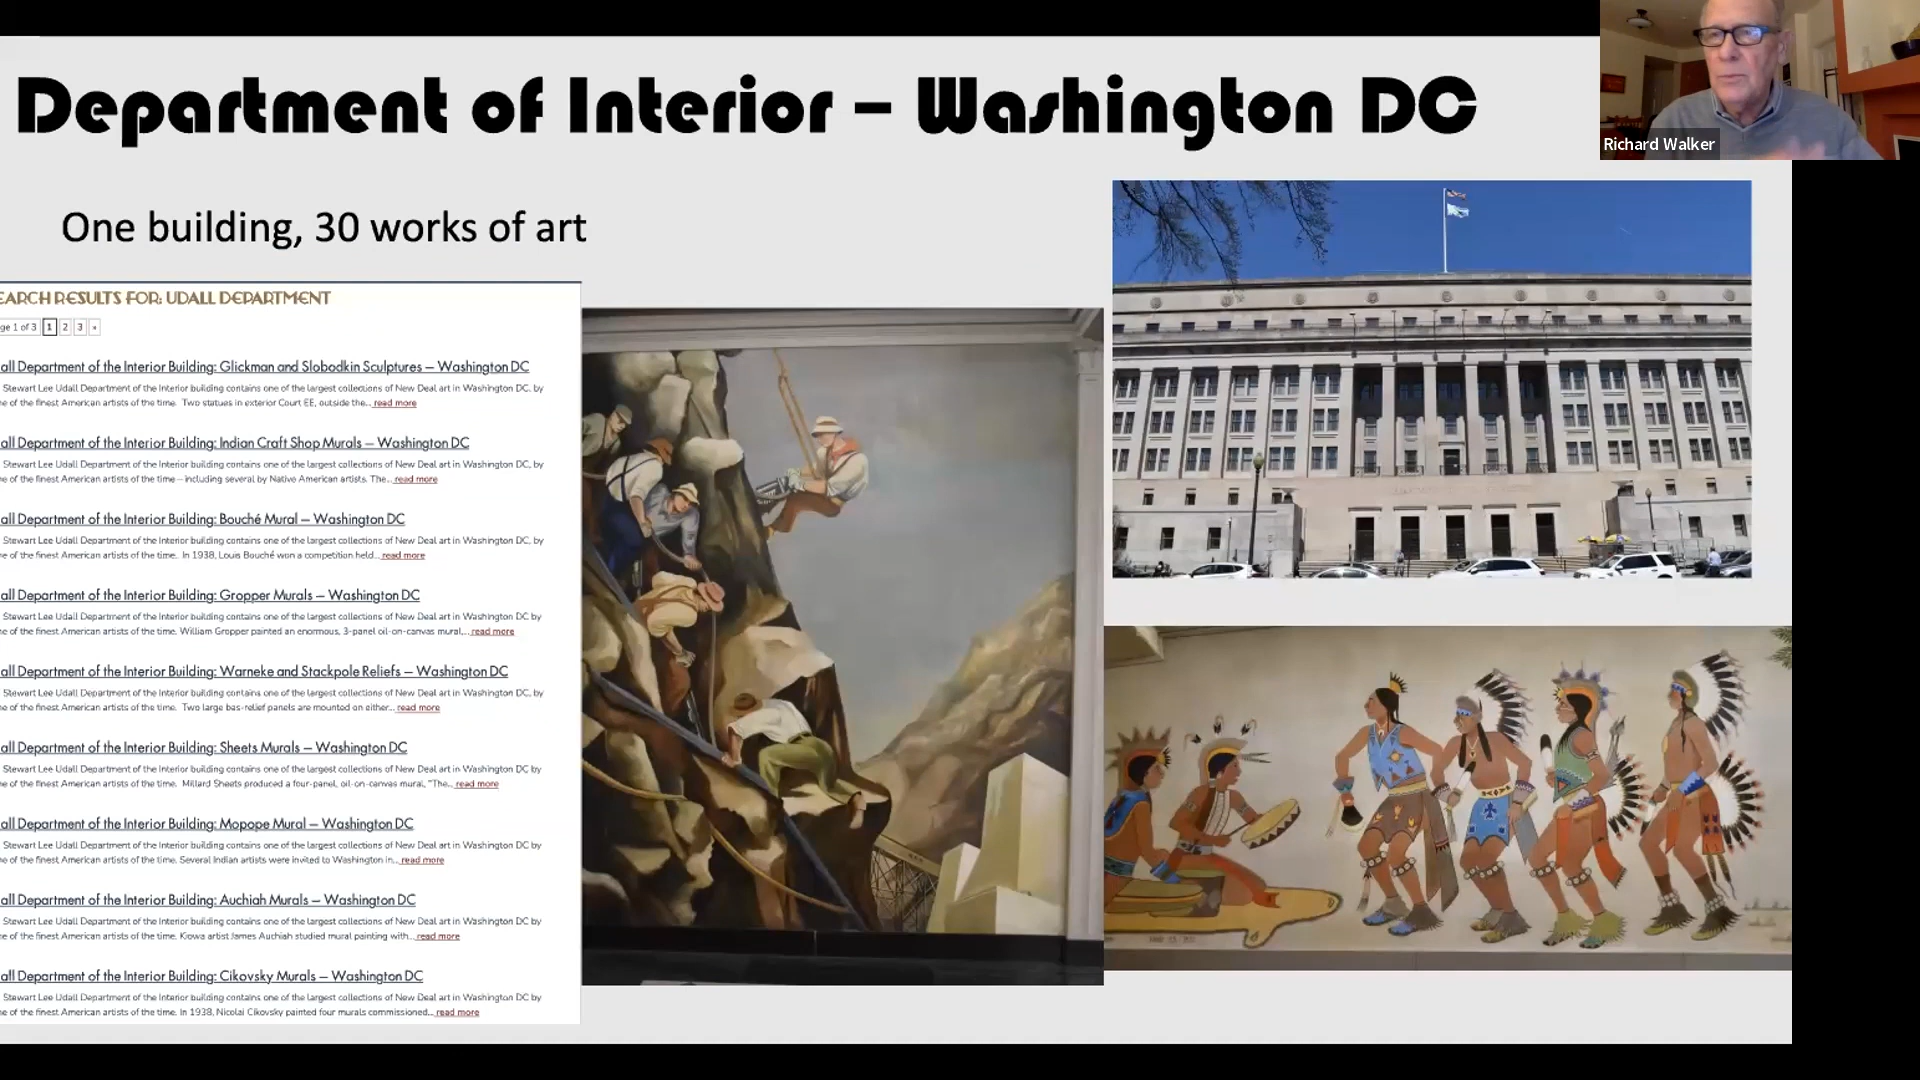 Department of Interior – Washington DC
Richard Walker
One building, 30 works of art
EARCH RESULTS FOR: UDALL DEPARTMENT
ge 1 of 3 1 2 3 »
all Department of the Interior Building: Glickman and Slobodkin Sculptures – Washington DC
Stewart Lee Udall Department of the Interior building contains one of the largest collections of New Deal art in Washington DC, by
e of the finest American artists of the time. Two statues in exterior Court EE, outside the... read more
all Department of the Interior Building: Indian Craft Shop Murals – Washington DC
Stewart Lee Udall Department of the Interior building contains one of the largest collections of New Deal art in Washington DC, by
e of the finest American artists of the time – including several by Native American artists. The... read more
all Department of the Interior Building: Bouché Mural – Washington DC
Stewart Lee Udall Department of the Interior building contains one of the largest collections of New Deal art in Washington DC, by
e of the finest American artists of the time. In 1938, Louis Bouché won a competition held... read more
all Department of the Interior Building: Gropper Murals – Washington DC
Stewart Lee Udall Department of the Interior building contains one of the largest collections of New Deal art in Washington DC by
e of the finest American artists of the time. William Gropper painted an enormous, 3-panel oil-on-canvas mural,... read more
all Department of the Interior Building: Warneke and Stackpole Reliefs – Washington DC
Stewart Lee Udall Department of the Interior building contains one of the largest collections of New Deal art in Washington DC, by
e of the finest American artists of the time. Two large bas-relief panels are mounted on either... read more
all Department of the Interior Building: Sheets Murals – Washington DC
Stewart Lee Udall Department of the Interior building contains one of the largest collections of New Deal art in Washington DC by
e of the finest American artists of the time. Millard Sheets produced a four-panel, oil-on-canvas mural, "The... read more
all Department of the Interior Building: Mopope Mural – Washington DC
Stewart Lee Udall Department of the Interior building contains one of the largest collections of New Deal art in Washington DC by
e of the finest American artists of the time. Several Indian artists were invited to Washington in... read more
all Department of the Interior Building: Auchiah Murals – Washington DC
Stewart Lee Udall Department of the Interior building contains one of the largest collections of New Deal art in Washington DC by
e of the finest American artists of the time. Kiowa artist James Auchiah studied mural painting with... read more
all Department of the Interior Building: Cikovsky Murals – Washington DC
Stewart Lee Udall Department of the Interior building contains one of the largest collections of New Deal art in Washington DC by
e of the finest American artists of the time. In 1938, Nicolai Cikovsky painted four murals commissioned... read more